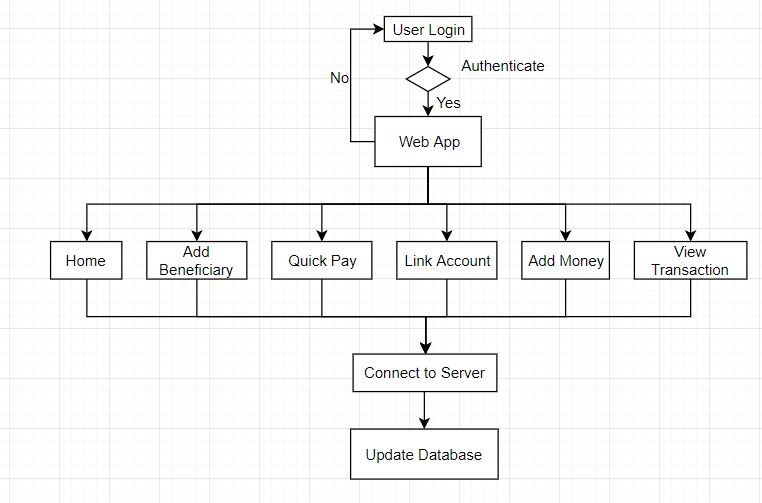 User Login
Authenticate
No
Yes
Web App
Home
Add
Beneficiary
Quick Pay
Link Account
Add Money
View
Transaction
Connect to Server
Update Database